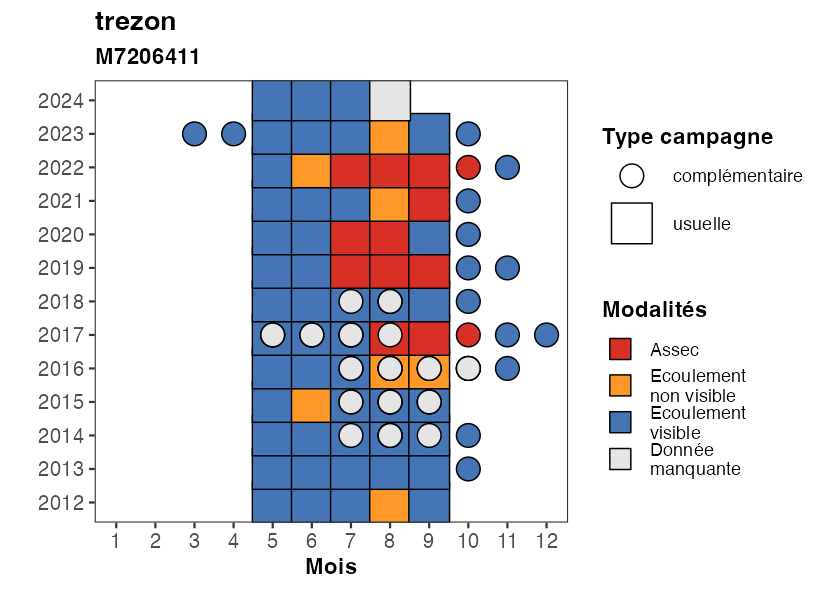 trezon
M7206411
2024
2023
2022
2021
2020
2019
2018
2017
2016
2015
2014
2013
2012
1 2 3 4 5 6 7 8 9 10 11 12
Mois
Type campagne
complémentaire
usuelle
Modalités
Assec
Ecoulement
non visible
Ecoulement
visible
Donnée
manquante